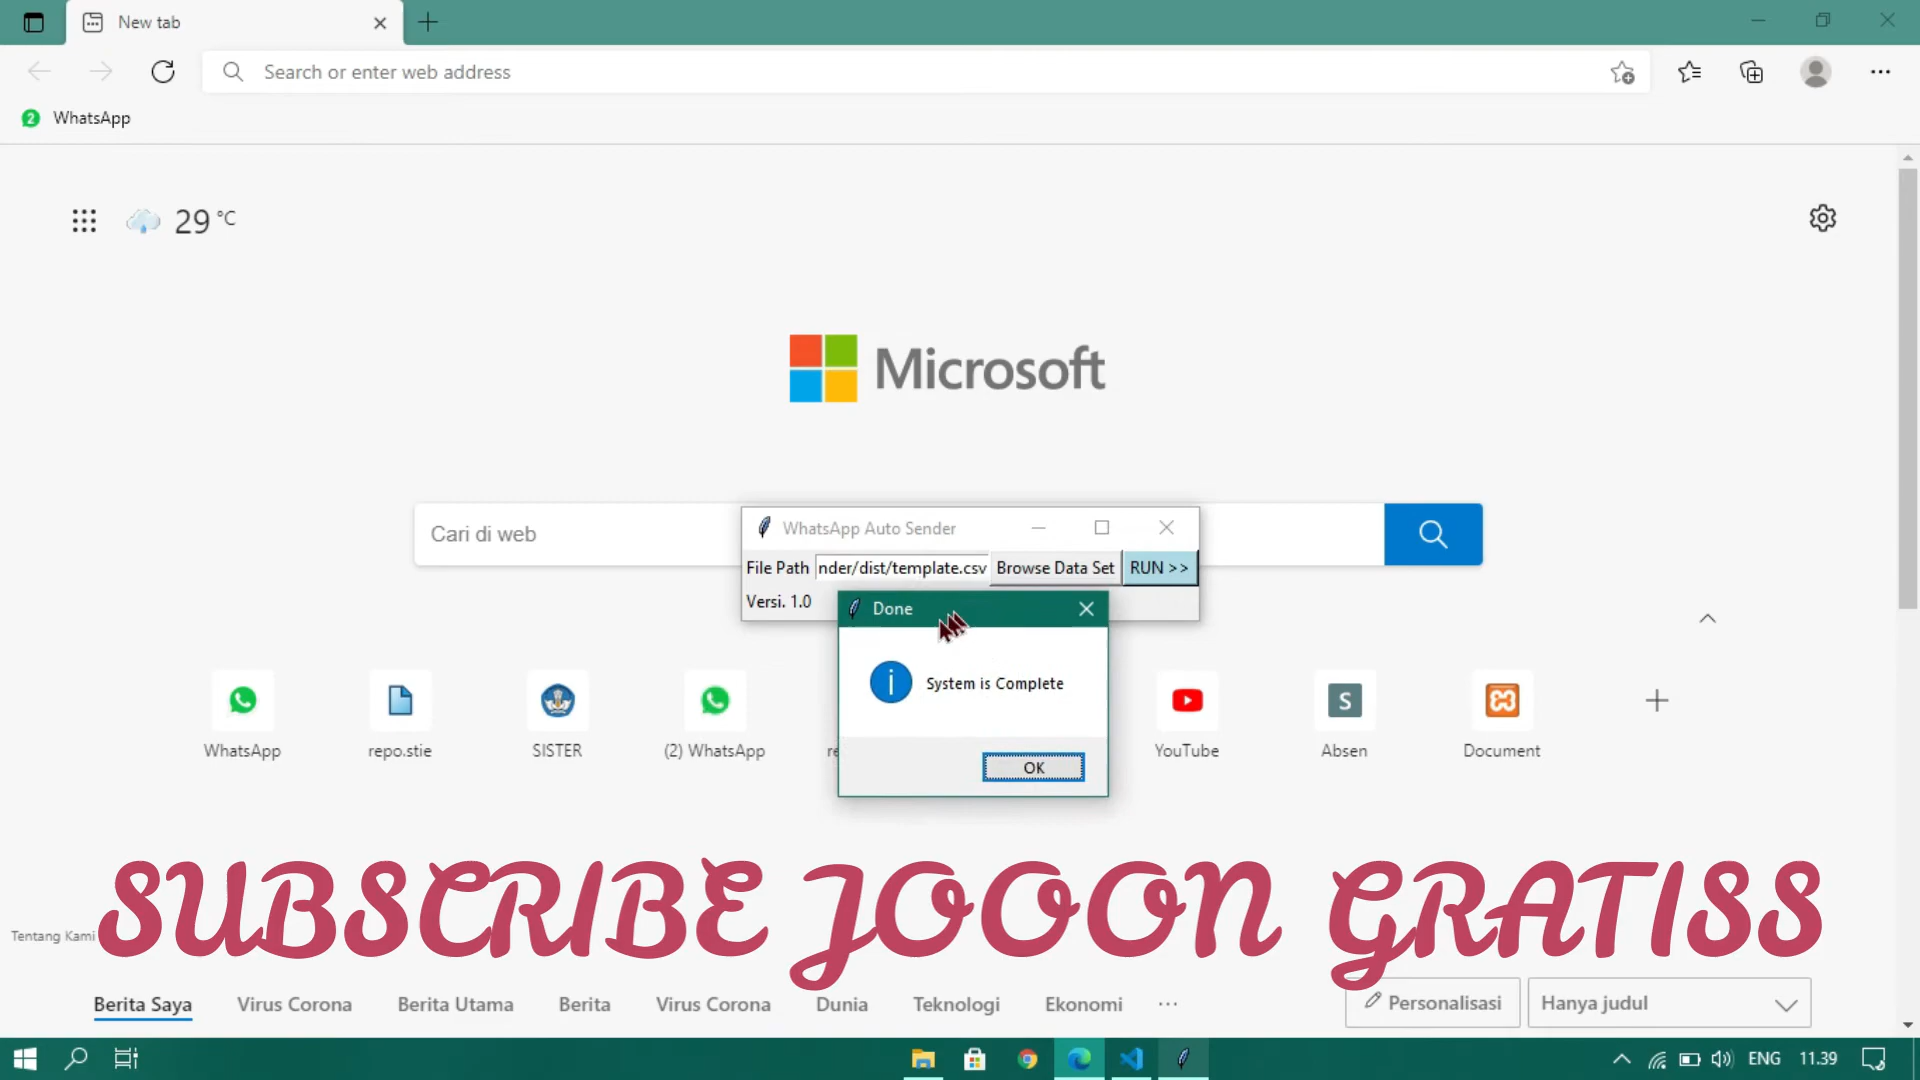 New tab
Search or enter web address
2 WhatsApp
29 °C
Microsoft
Cari di web
WhatsApp Auto Sender
File Path nder/dist/template.csv Browse Data Set RUN >>
Versi. 1.0
Done
System is Complete
OK
WhatsApp
repo.stie
SISTER
(2) WhatsApp
re
YouTube
S
Absen
Document
SUBSCRIBE JOOON GRATISS
Tentang Kami
Berita Saya Virus Corona Berita Utama Berita Virus Corona Dunia Teknologi Ekonomi ...
Personalisasi
Hanya judul
ENG 11.39